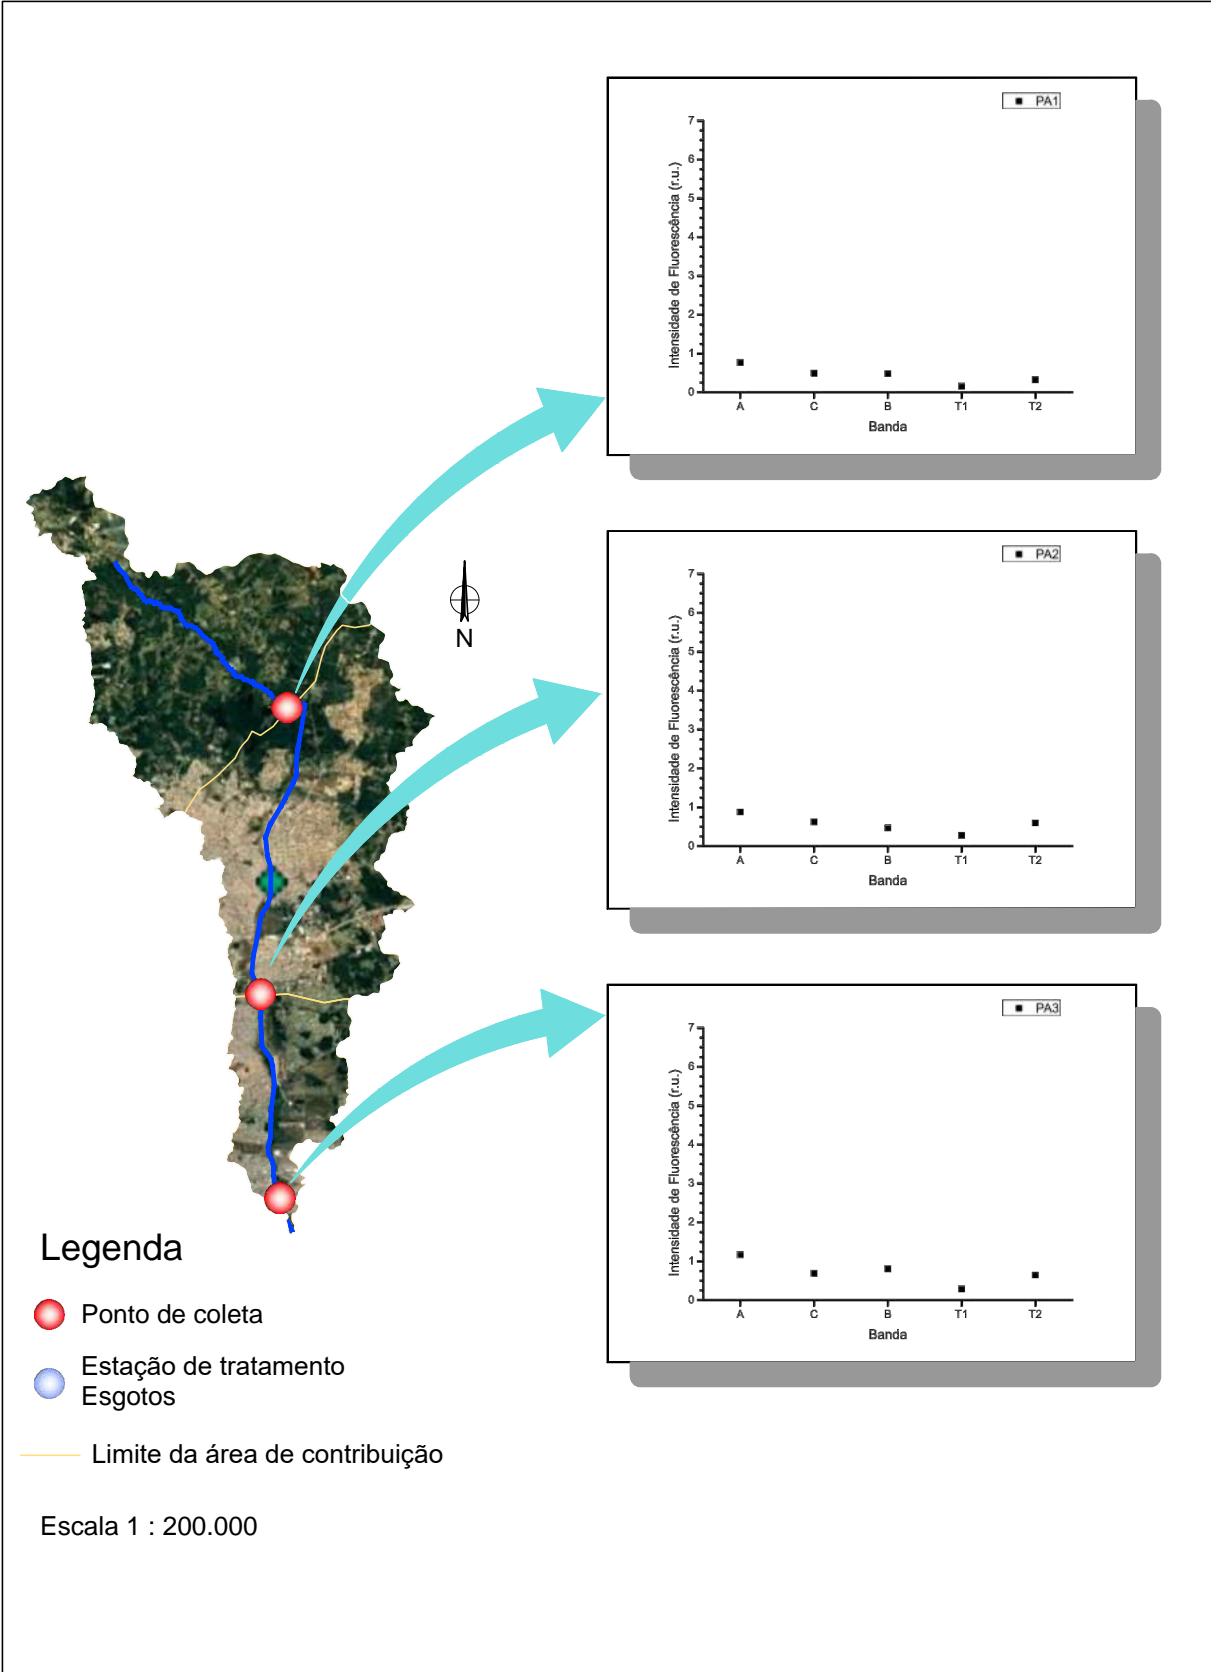 PA1
7
6
5
4
3
2
1
0
Intensidade de Fluorescência (r.u.)
A C B T1 T2
Banda
PA2
7
6
5
4
3
2
1
0
Intensidade de Fluorescência (r.u.)
A C B T1 T2
Banda
PA3
7
6
5
4
3
2
1
0
Intensidade de Fluorescência (r.u.)
A C B T1 T2
Banda
N
Legenda
Ponto de coleta
Estação de tratamento
Esgotos
Limite da área de contribuição
Escala 1 : 200.000